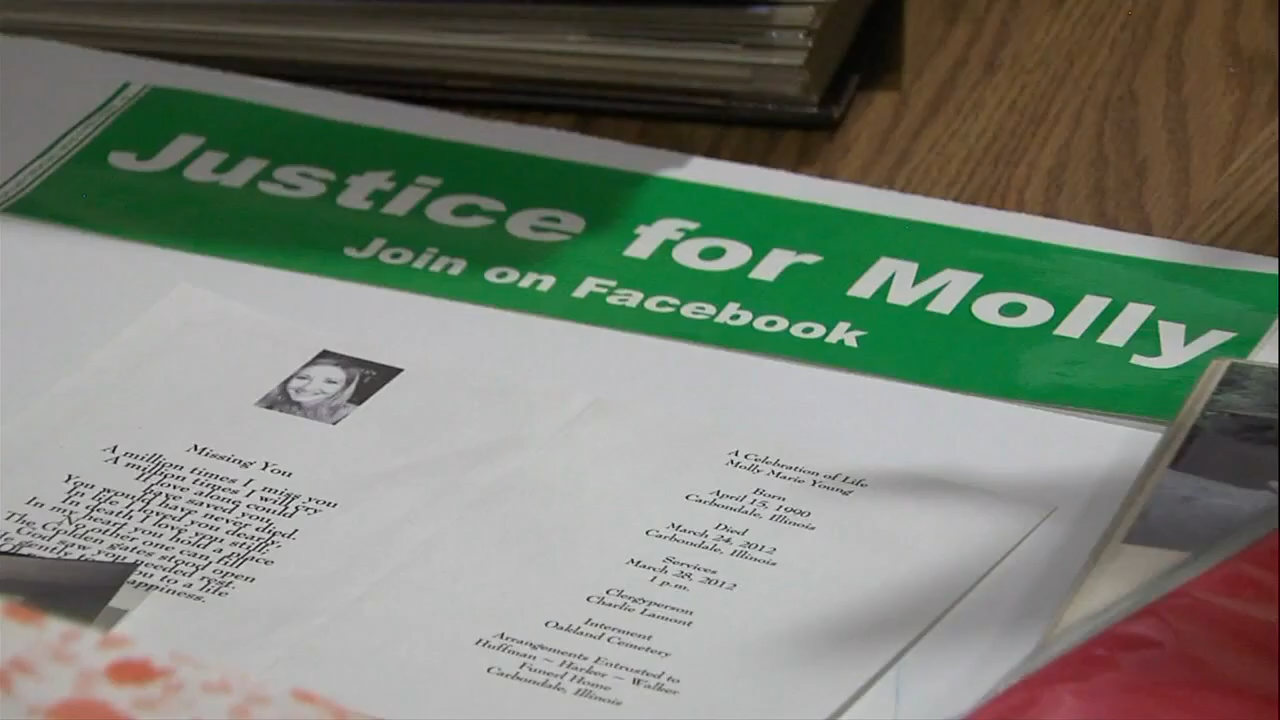 Justice for Molly
Join on Facebook
Missing You
A million times I miss you
A million times I will cry
If love alone could
have saved you,
You would have never died.
In life I loved you dearly,
In death I love you still,
In my heart you hold a place
No other one can fill
The Golden gates stood open
God saw you needed rest.
to a life
appiness.
A Celebration of Life
Molly Marie Young
Born
April 15, 1990
Carbondale, Illinois
Died
March 24, 2012
Carbondale, Illinois
Services
March 28, 2012
1 p.m.
Clergyperson
Charlie Lamont
Interment
Oakland Cemetery
Arrangements Entrusted to
Huffman ~ Harker ~ Walker
Funerl Home
Carbondale, Illinois